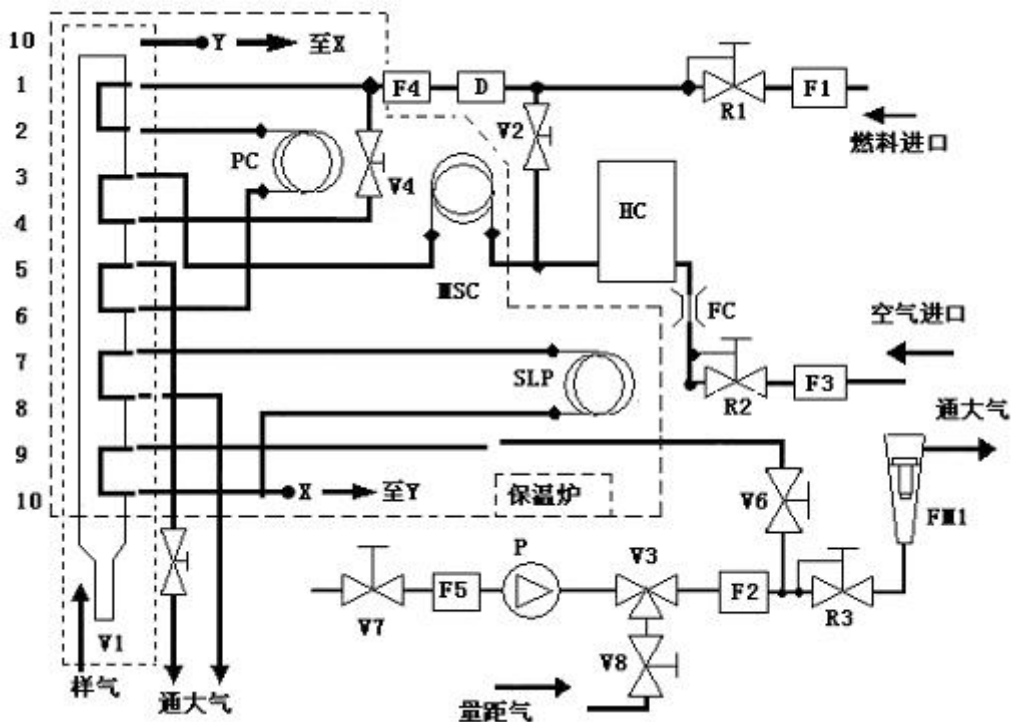 10 Y 至X
1 F4 D R1 F1
2 PC V4 V2 燃料进口
3 HC
4
5 MSC
6 FC 空气进口
7 SLP R2 F3
8 通大气
9
10 X 至Y 保温炉 V6 FM1
P V3
F5 F2
V7 R3
V1 V8
样气 通大气 量距气